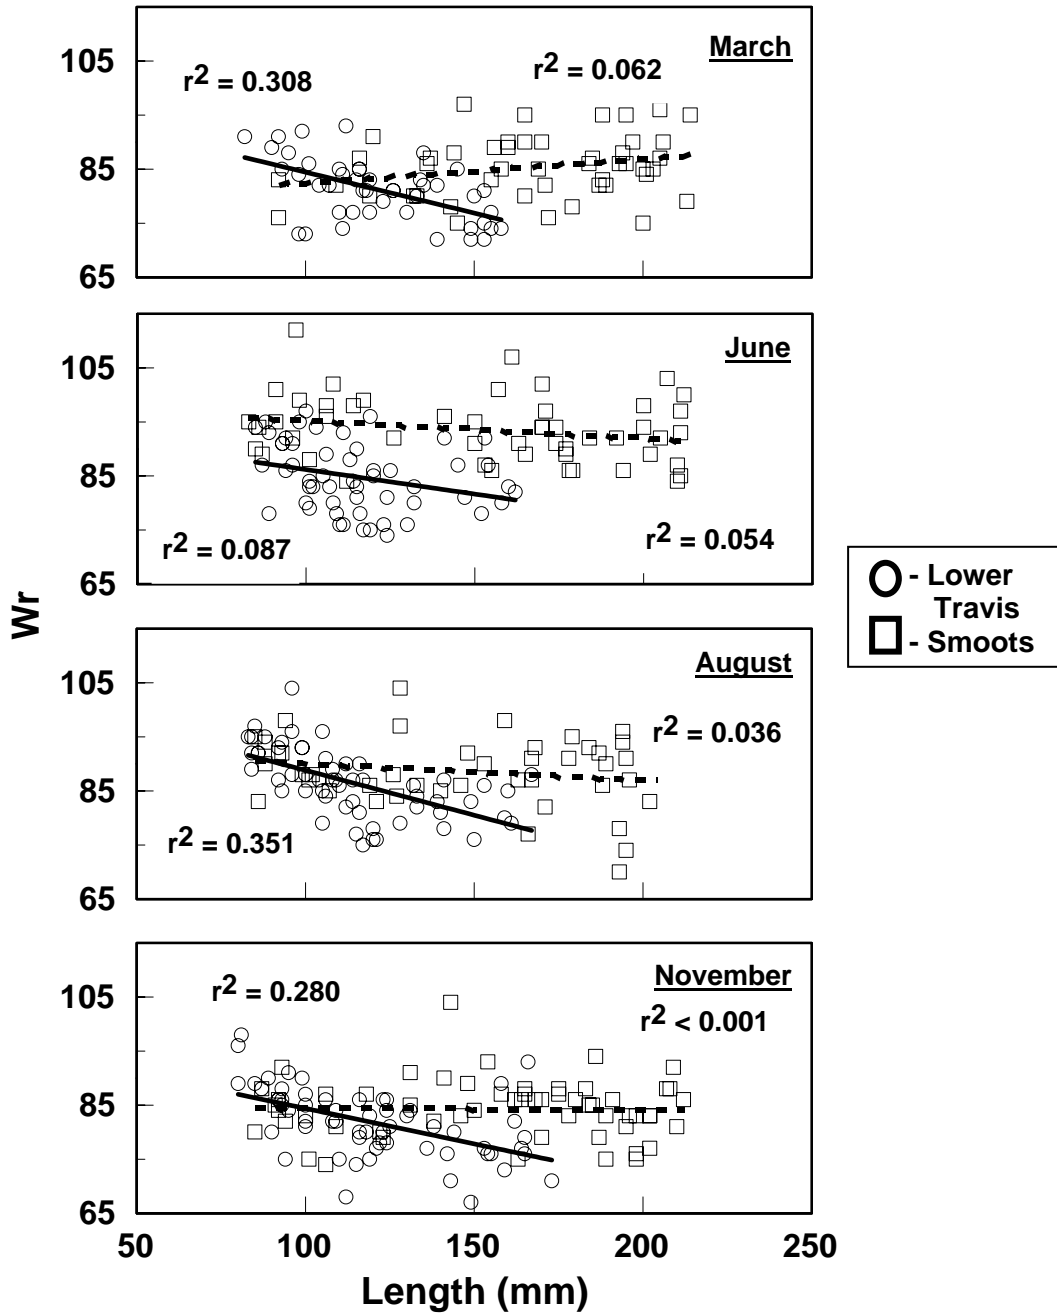 March
105
r² = 0.308
r² = 0.062
85
65
June
105
85
r² = 0.087
r² = 0.054
65
Wr
○ - Lower
Travis
□ - Smoots
August
105
r² = 0.036
85
r² = 0.351
65
November
r² = 0.280
105
r² < 0.001
85
65
50 100 150 200 250
Length (mm)